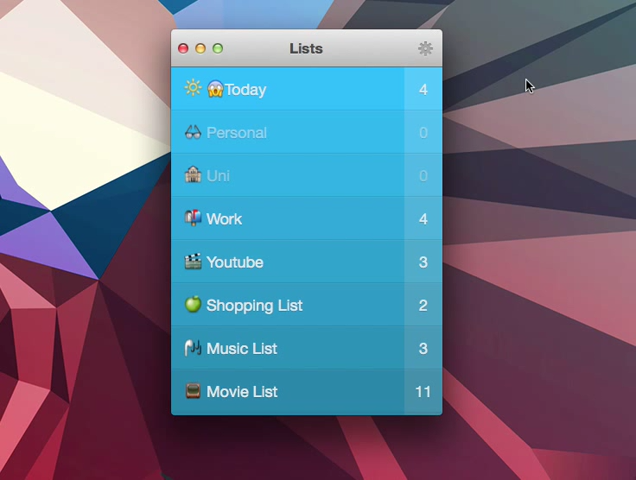 Lists
😱Today 4
Personal 0
Uni 0
Work 4
Youtube 3
Shopping List 2
Music List 3
Movie List 11